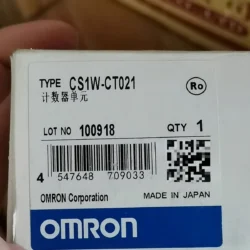 TYPE CS1W-CT021
计数器单元
Ro
LOT NO 100918 QTY 1
4 547648 709033
OMRON Corporation MADE IN JAPAN
OMRON